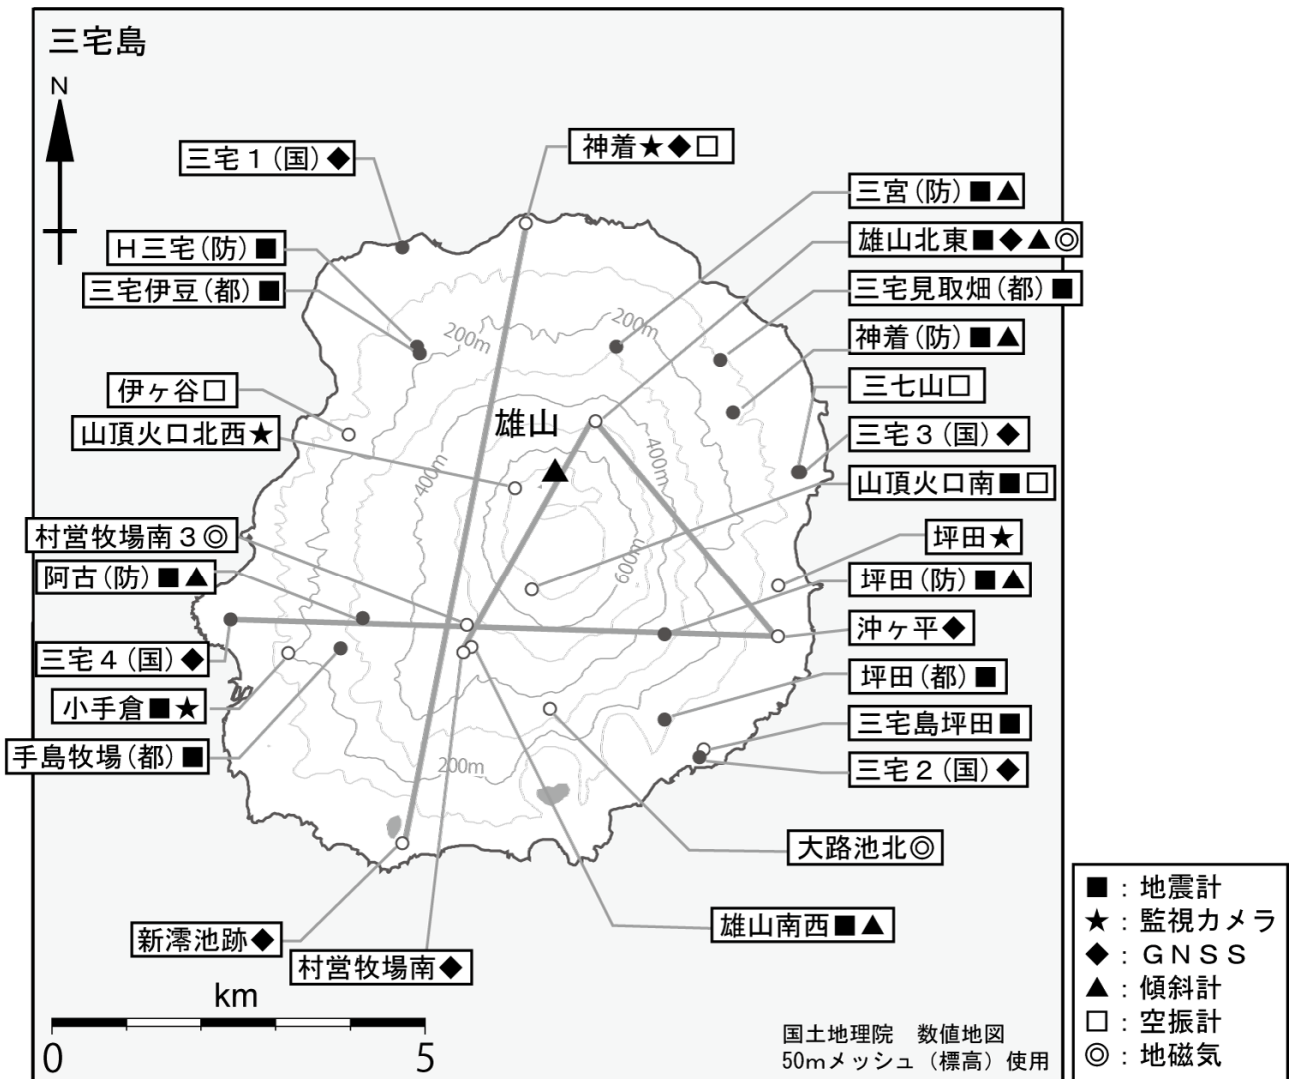 三宅島
N
三宅１(国)◆
神着★◆□
三宮(防)■▲
H三宅(防)■
雄山北東■◆▲◎
三宅伊豆(都)■
三宅見取畑(都)■
200m
200m
神着(防)■▲
伊ヶ谷□
三七山□
山頂火口北西★
雄山
三宅３(国)◆
400m
400m
山頂火口南■□
村営牧場南３◎
坪田★
600m
阿古(防)■▲
坪田(防)■▲
沖ヶ平◆
三宅４(国)◆
坪田(都)■
小手倉■★
三宅島坪田■
手島牧場(都)■
200m
三宅２(国)◆
大路池北◎
新澪池跡◆
雄山南西■▲
村営牧場南◆
km
0
5
国土地理院　数値地図
50mメッシュ（標高）使用
■：地震計
★：監視カメラ
◆：ＧＮＳＳ
▲：傾斜計
□：空振計
◎：地磁気